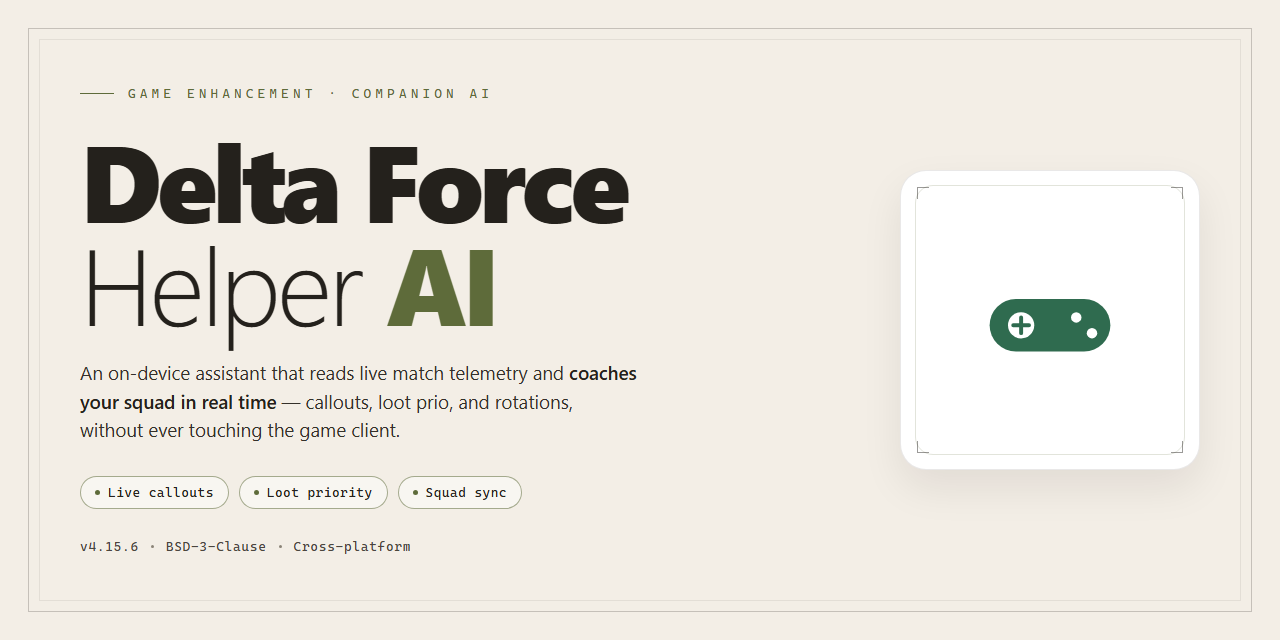 GAME ENHANCEMENT · COMPANION AI
Delta Force
Helper AI
An on-device assistant that reads live match telemetry and coaches
your squad in real time — callouts, loot prio, and rotations,
without ever touching the game client.
Live callouts
Loot priority
Squad sync
v4.15.6 • BSD-3-Clause • Cross-platform